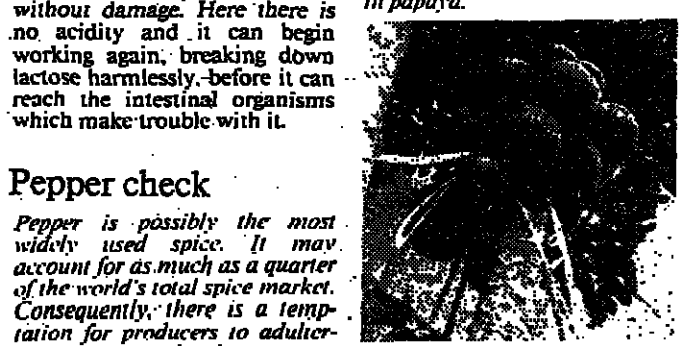 without damage. Here there is
no acidity and it can begin
working again, breaking down
lactose harmlessly, before it can
reach the intestinal organisms
which make trouble with it.
Pepper check
Pepper is possibly the most
widely used spice. It may
account for as much as a quarter
of the world's total spice market.
Consequently, there is a temp-
tation for producers to adulter-
in papaya.